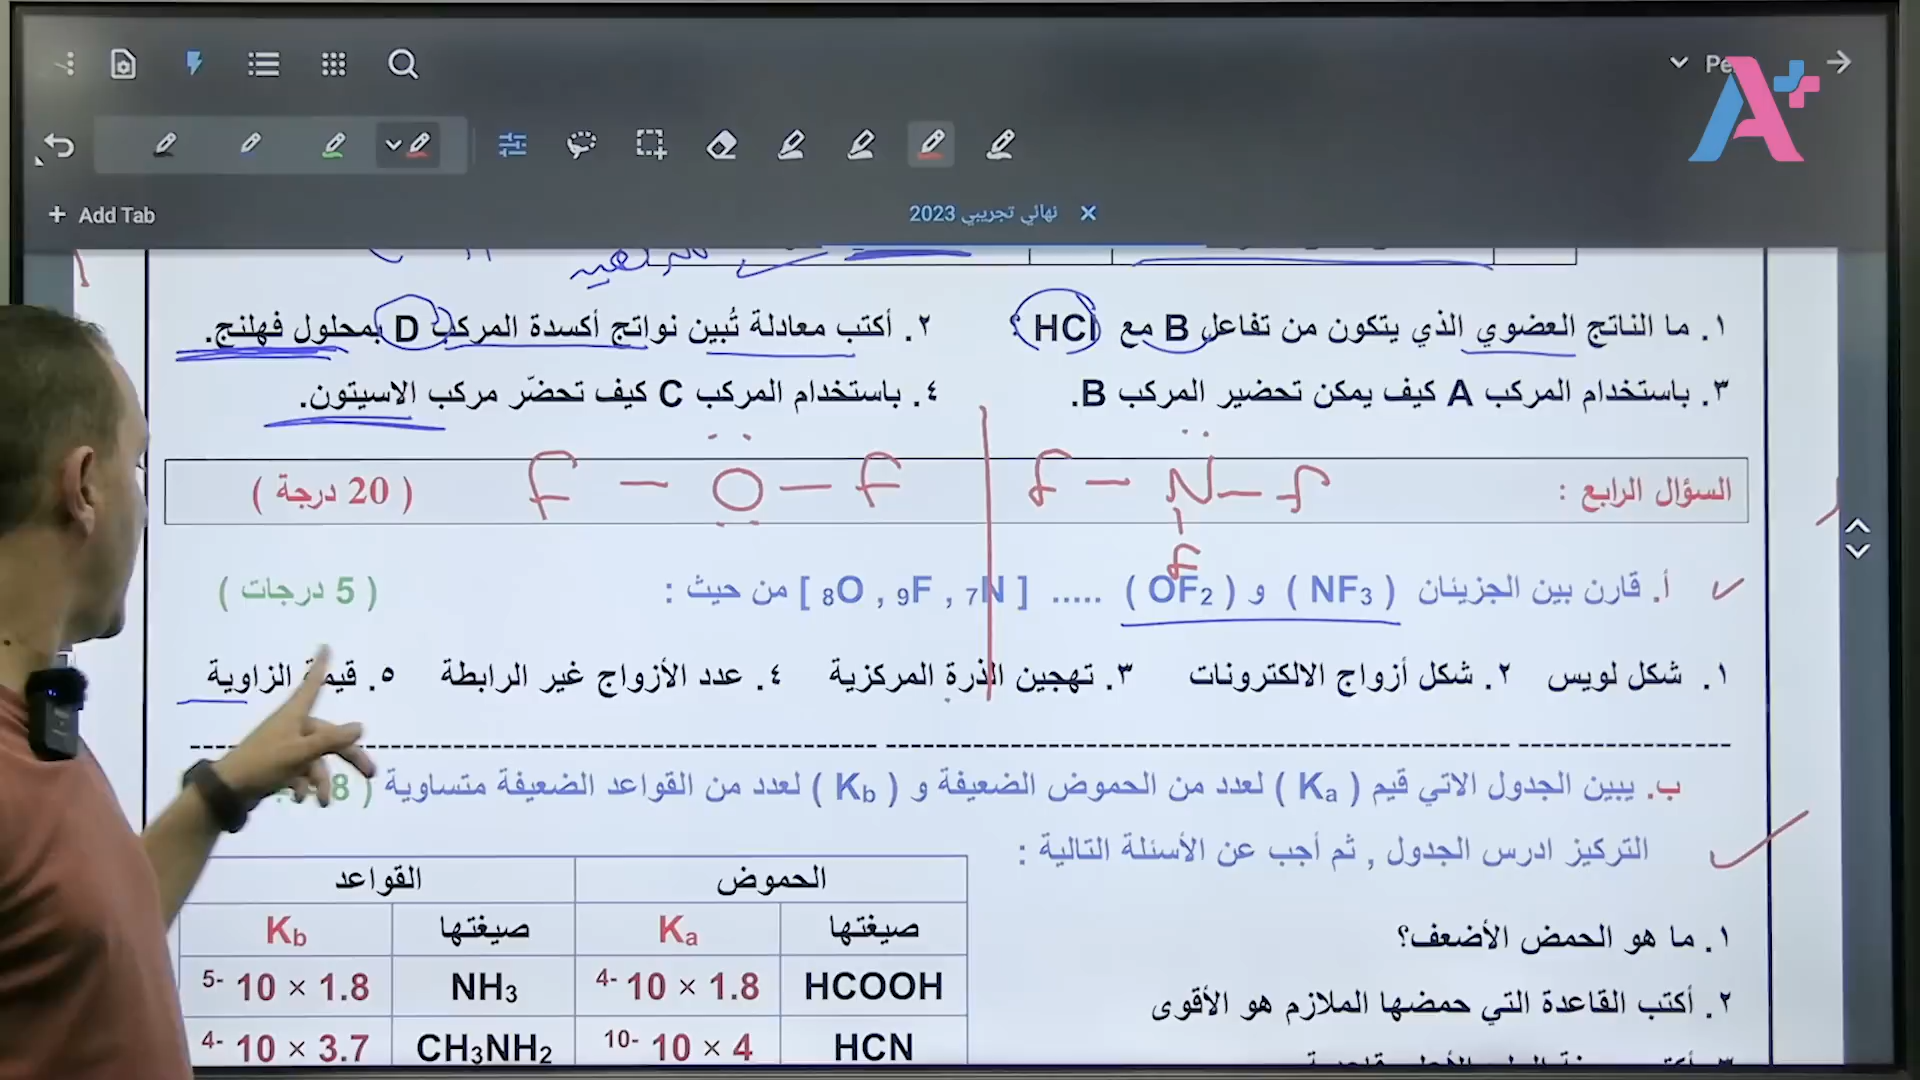 Pe
A+
+ Add Tab
نهائي تجريبي 2023 ×
١. ما الناتج العضوي الذي يتكون من تفاعل B مع HCl
٢. أكتب معادلة تُبين نواتج أكسدة المركب D بمحلول فهلنج.
٣. باستخدام المركب A كيف يمكن تحضير المركب B.
٤. باستخدام المركب C كيف تحضّر مركب الاسيتون.
السؤال الرابع : ( 20 درجة )
f - N - f
f
f - O - f
أ. قارن بين الجزيئان ( NF₃ ) و ( OF₂ ) ..... [ ₈O , ₉F , ₇N ] من حيث : ( 5 درجات )
١. شكل لويس ٢. شكل أزواج الالكترونات ٣. تهجين الذرة المركزية ٤. عدد الأزواج غير الرابطة ٥. قيمة الزاوية
ب. يبين الجدول الاتي قيم ( Ka ) لعدد من الحموض الضعيفة و ( Kb ) لعدد من القواعد الضعيفة متساوية ( 8
التركيز ادرس الجدول , ثم أجب عن الأسئلة التالية :
الحموض القواعد
صيغتها Ka صيغتها Kb
HCOOH 1.8 × 10 -4 NH₃ 1.8 × 10 -5
HCN 4 × 10 -10 CH₃NH₂ 3.7 × 10 -4
١. ما هو الحمض الأضعف؟
٢. أكتب القاعدة التي حمضها الملازم هو الأقوى